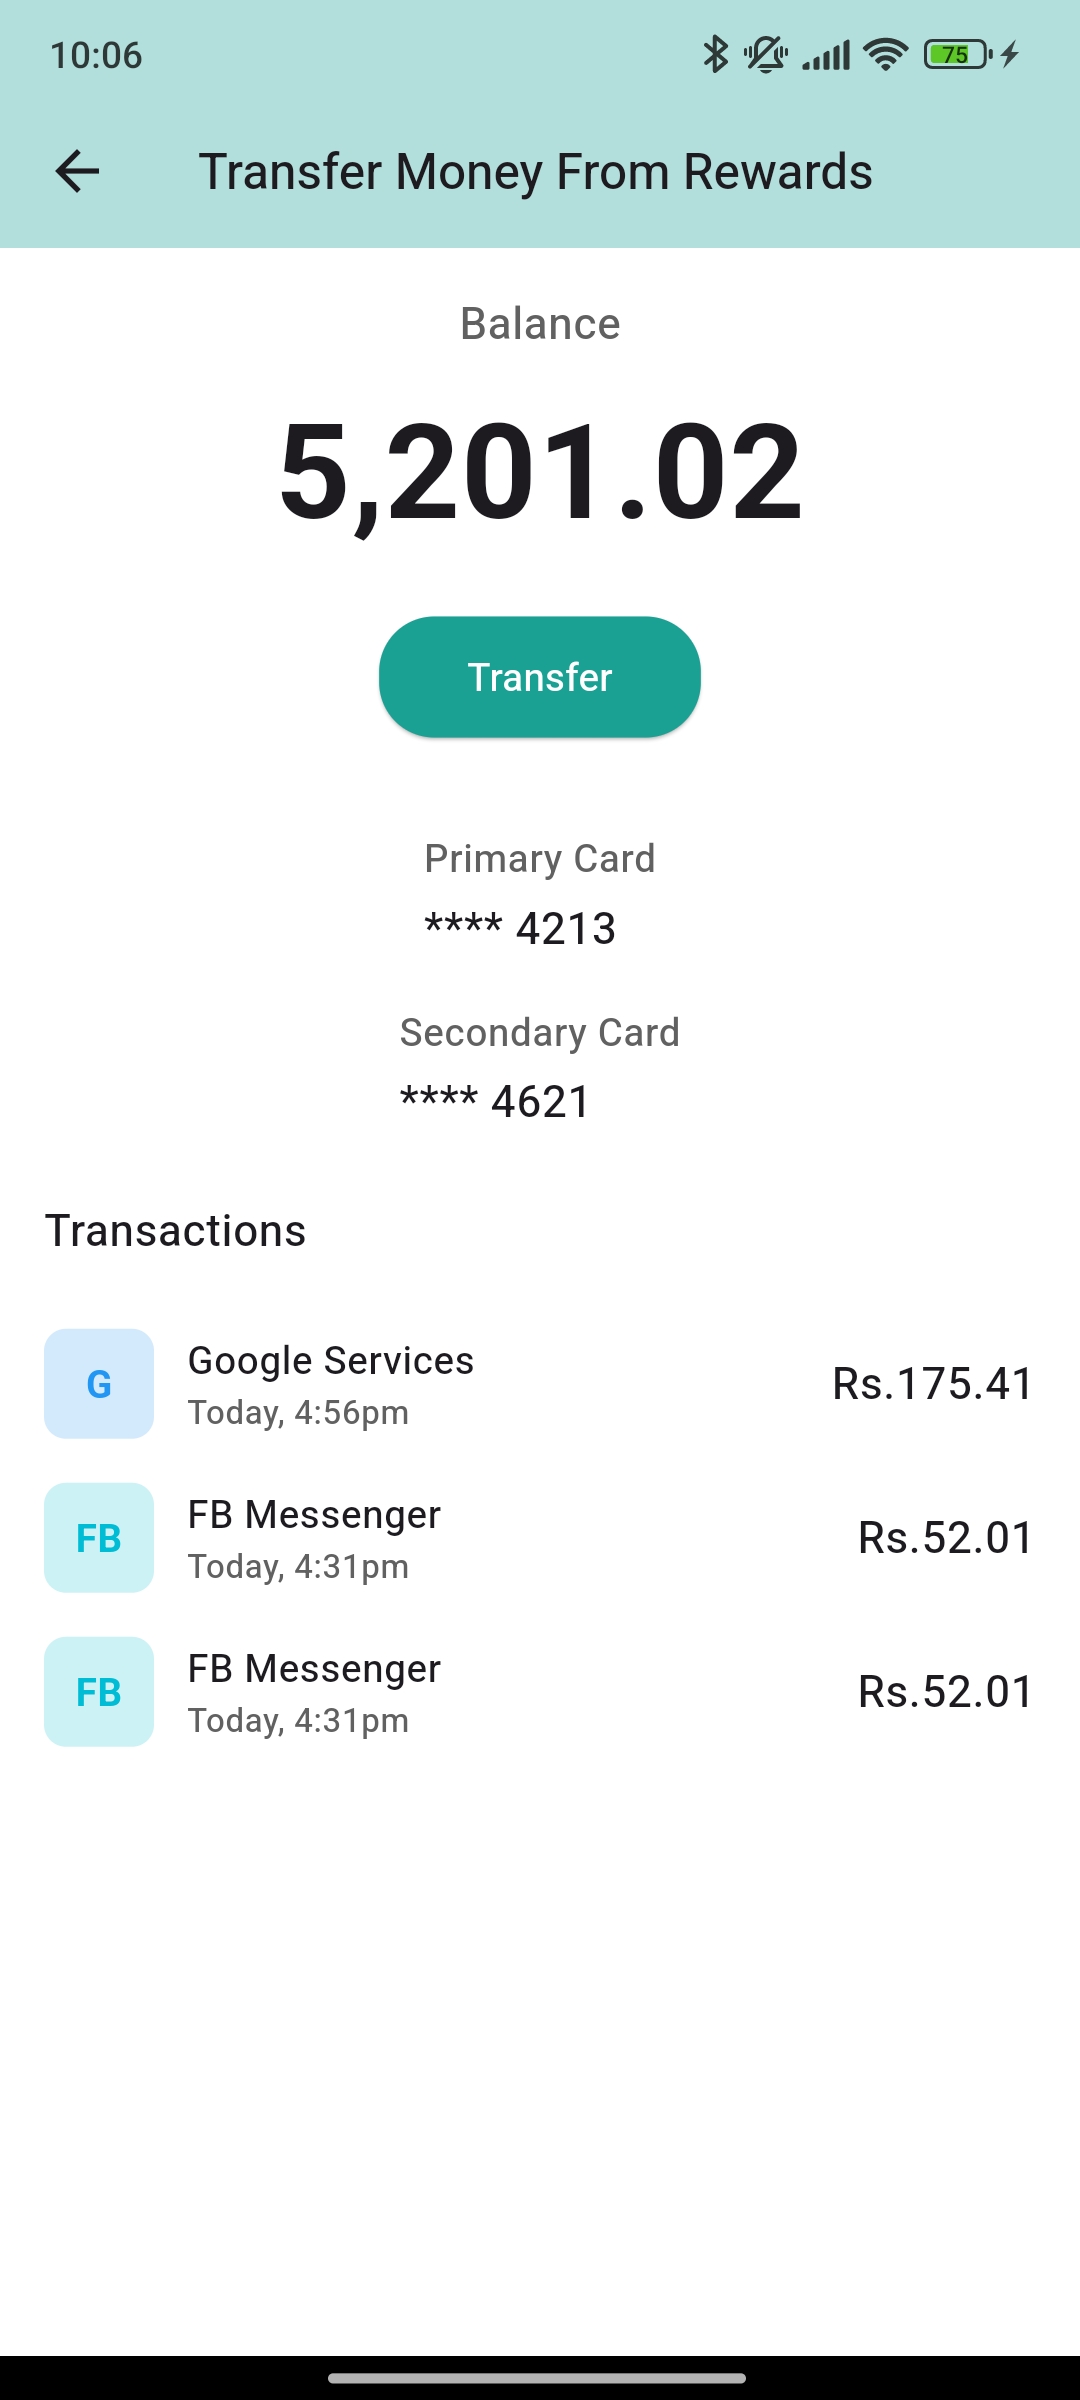 10:06
75
Transfer Money From Rewards
Balance
5,201.02
Transfer
Primary Card
**** 4213
Secondary Card
**** 4621
Transactions
G
Google Services
Today, 4:56pm
Rs.175.41
FB
FB Messenger
Today, 4:31pm
Rs.52.01
FB
FB Messenger
Today, 4:31pm
Rs.52.01